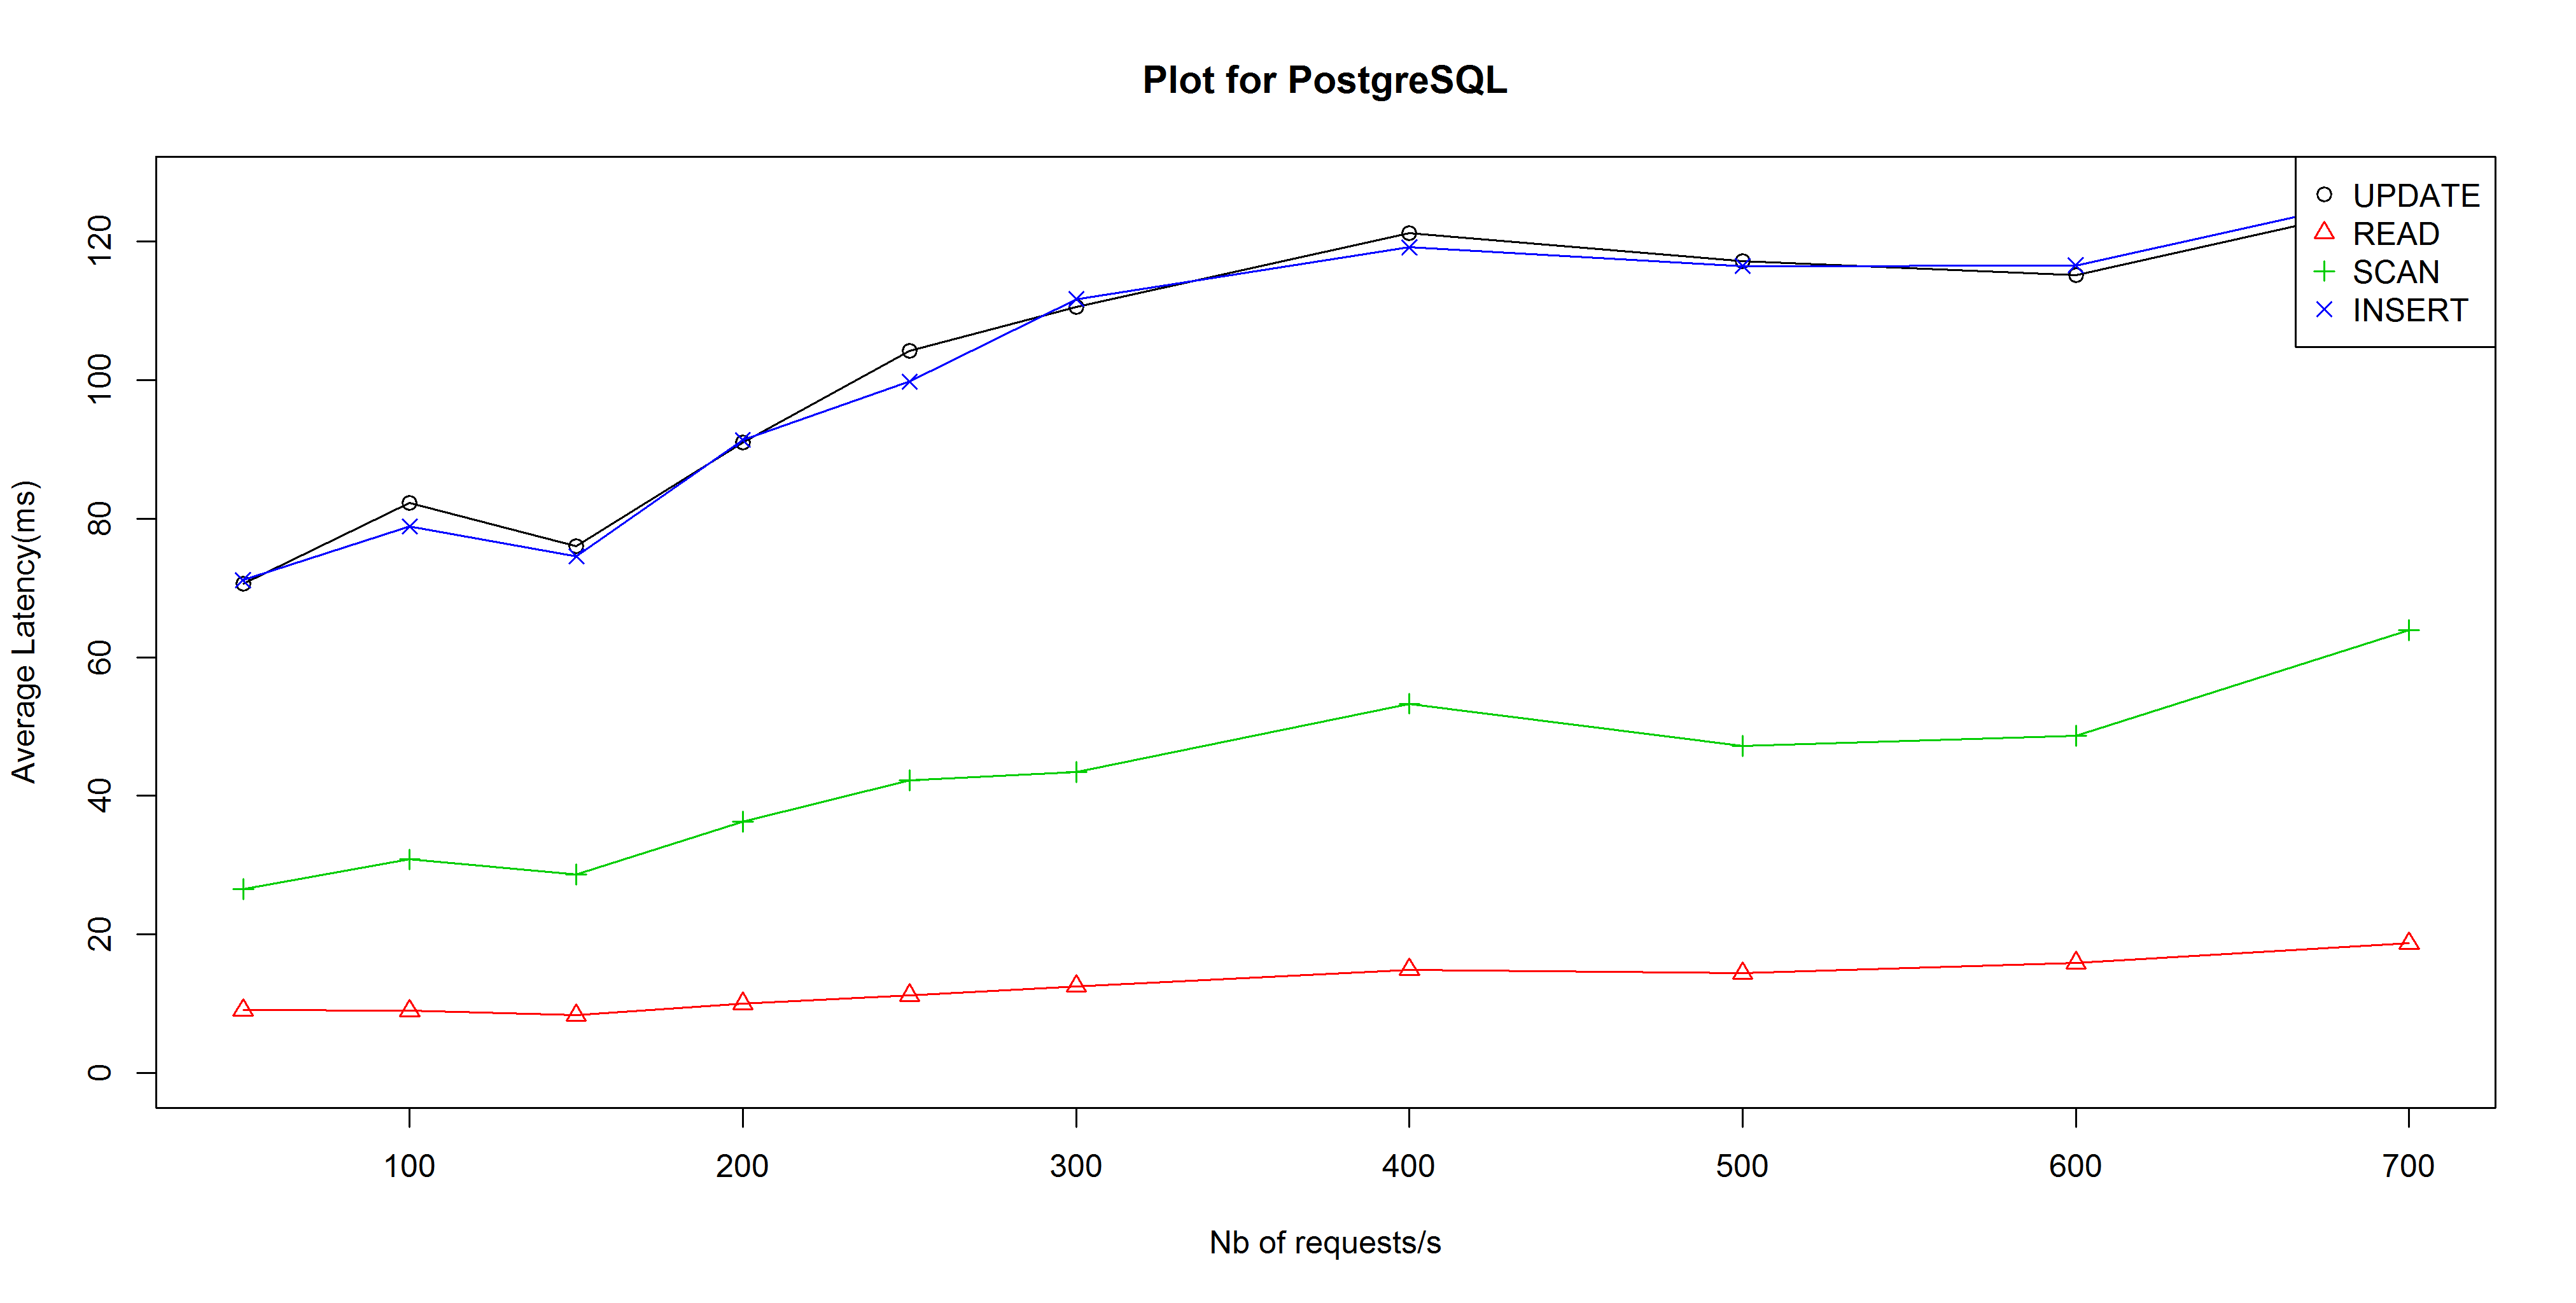 Plot for PostgreSQL
UPDATE
READ
SCAN
INSERT
Average Latency(ms)
120
100
80
60
40
20
0
100 200 300 400 500 600 700
Nb of requests/s